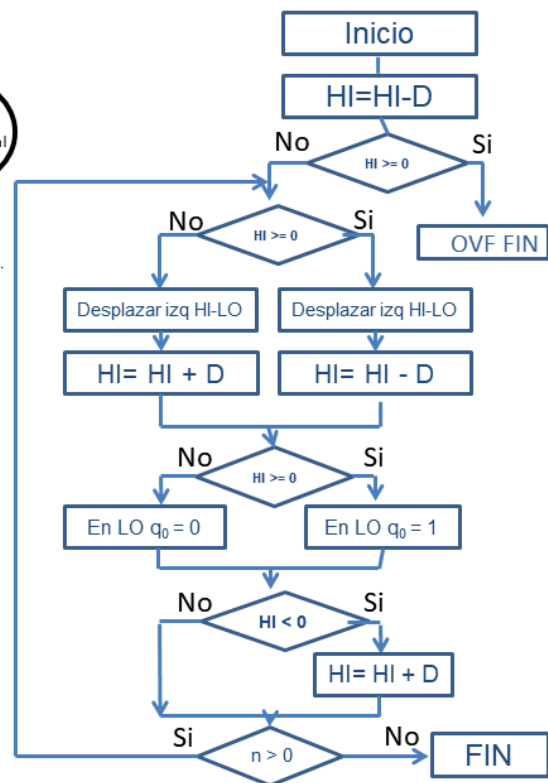 Inicio
HI=HI-D
No
Si
HI >= 0
No
Si
HI >= 0
OVF FIN
Desplazar izq HI-LO
Desplazar izq HI-LO
HI= HI + D
HI= HI - D
No
Si
HI >= 0
En LO q₀ = 0
En LO q₀ = 1
No
Si
HI < 0
HI= HI + D
Si
No
n > 0
FIN